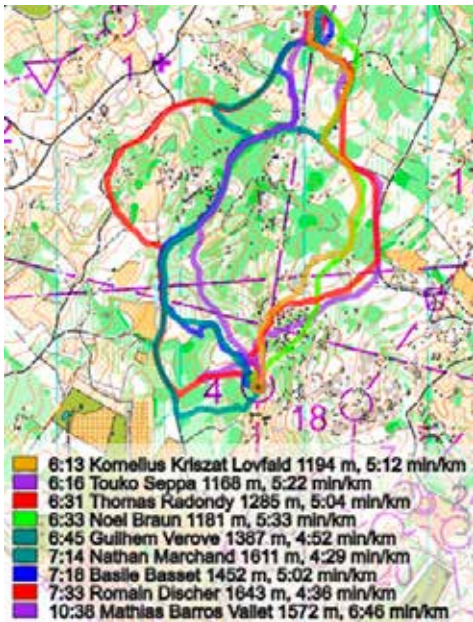 1
1
4
18
1
6:13 Kornelius Kriszat Lovfald 1194 m, 5:12 min/km
6:16 Touko Seppa 1168 m, 5:22 min/km
6:31 Thomas Radondy 1285 m, 5:04 min/km
6:33 Noel Braun 1181 m, 5:33 min/km
6:45 Guilhem Verove 1387 m, 4:52 min/km
7:14 Nathan Marchand 1611 m, 4:29 min/km
7:18 Basile Basset 1452 m, 5:02 min/km
7:33 Romain Discher 1643 m, 4:36 min/km
10:38 Mathias Barros Vallet 1572 m, 6:46 min/km